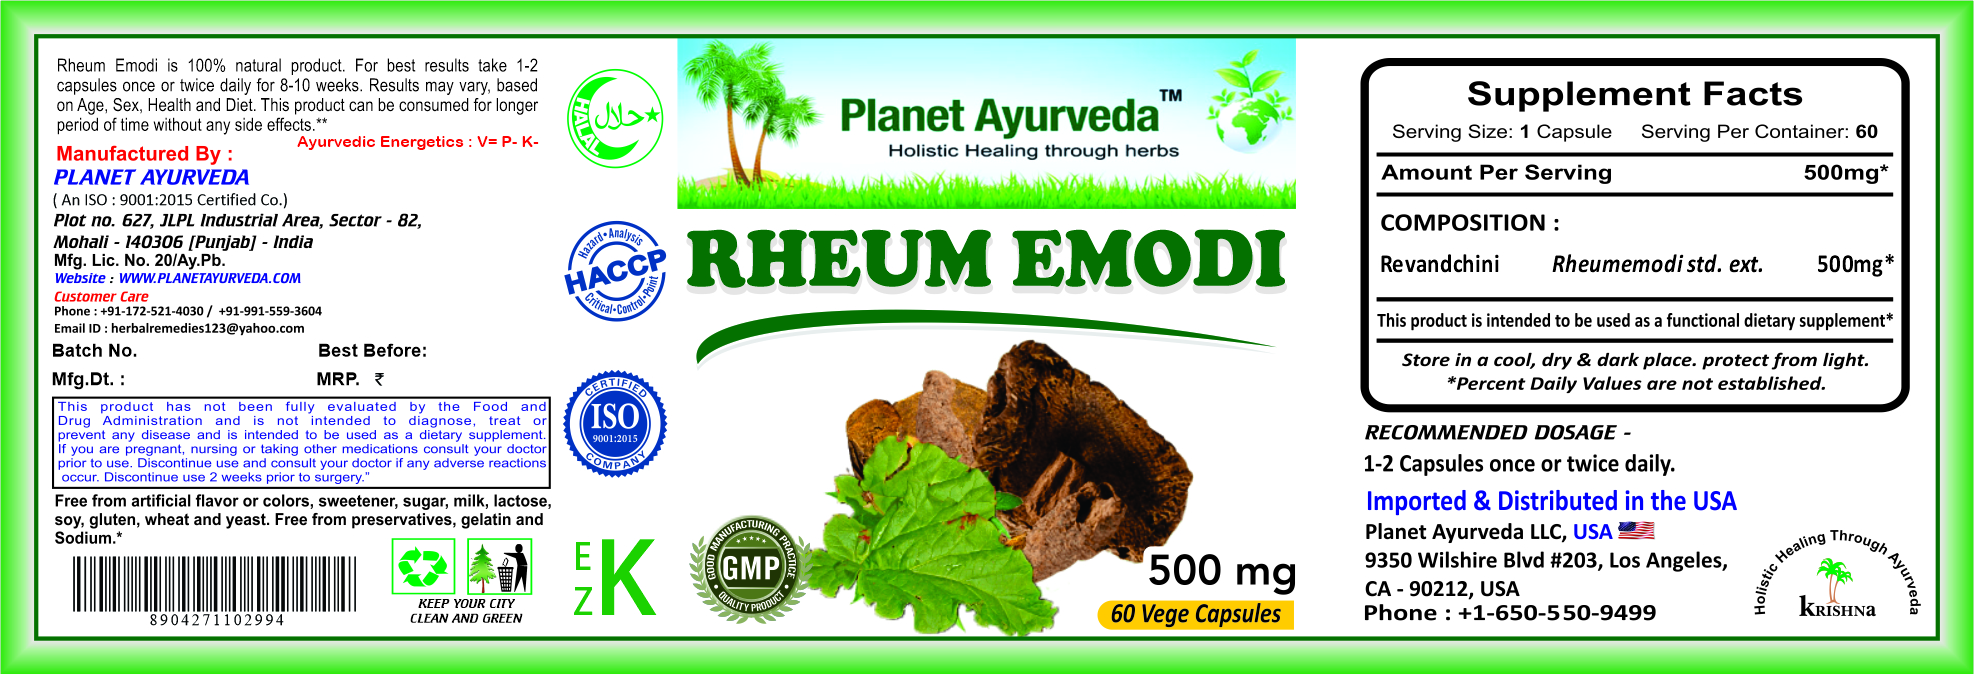 Rheum Emodi is 100% natural product. For best results take 1-2
capsules once or twice daily for 8-10 weeks. Results may vary, based
on Age, Sex, Health and Diet. This product can be consumed for longer
period of time without any side effects.**
Ayurvedic Energetics : V= P- K-
Manufactured By :
PLANET AYURVEDA
( An ISO : 9001:2015 Certified Co.)
Plot no. 627, JLPL Industrial Area, Sector - 82,
Mohali - 140306 [Punjab] - India
Mfg. Lic. No. 20/Ay.Pb.
Website : WWW.PLANETAYURVEDA.COM
Customer Care
Phone : +91-172-521-4030 / +91-991-559-3604
Email ID : herbalremedies123@yahoo.com
Batch No. Best Before:
Mfg.Dt. : MRP. ₹
This product has not been fully evaluated by the Food and
Drug Administration and is not intended to diagnose, treat or
prevent any disease and is intended to be used as a dietary supplement.
If you are pregnant, nursing or taking other medications consult your doctor
prior to use. Discontinue use and consult your doctor if any adverse reactions
occur. Discontinue use 2 weeks prior to surgery.”
Free from artificial flavor or colors, sweetener, sugar, milk, lactose,
soy, gluten, wheat and yeast. Free from preservatives, gelatin and
Sodium.*
8904271102994
KEEP YOUR CITY
CLEAN AND GREEN
حلال
HALAL
Hazard • Analysis
HACCP
Critical • Control • Point
CERTIFIED
ISO
9001:2015
COMPANY
E
Z
K
Planet Ayurveda™
Holistic Healing through herbs
RHEUM EMODI
GOOD MANUFACTURING PRACTICE
GMP
QUALITY PRODUCT
500 mg
60 Vege Capsules
Supplement Facts
Serving Size: 1 Capsule Serving Per Container: 60
Amount Per Serving 500mg*
COMPOSITION :
Revandchini Rheumemodi std. ext. 500mg*
This product is intended to be used as a functional dietary supplement*
Store in a cool, dry & dark place. protect from light.
*Percent Daily Values are not established.
RECOMMENDED DOSAGE -
1-2 Capsules once or twice daily.
Imported & Distributed in the USA
Planet Ayurveda LLC, USA
9350 Wilshire Blvd #203, Los Angeles,
CA - 90212, USA
Phone : +1-650-550-9499
Holistic Healing Through Ayurveda
KRISHNa